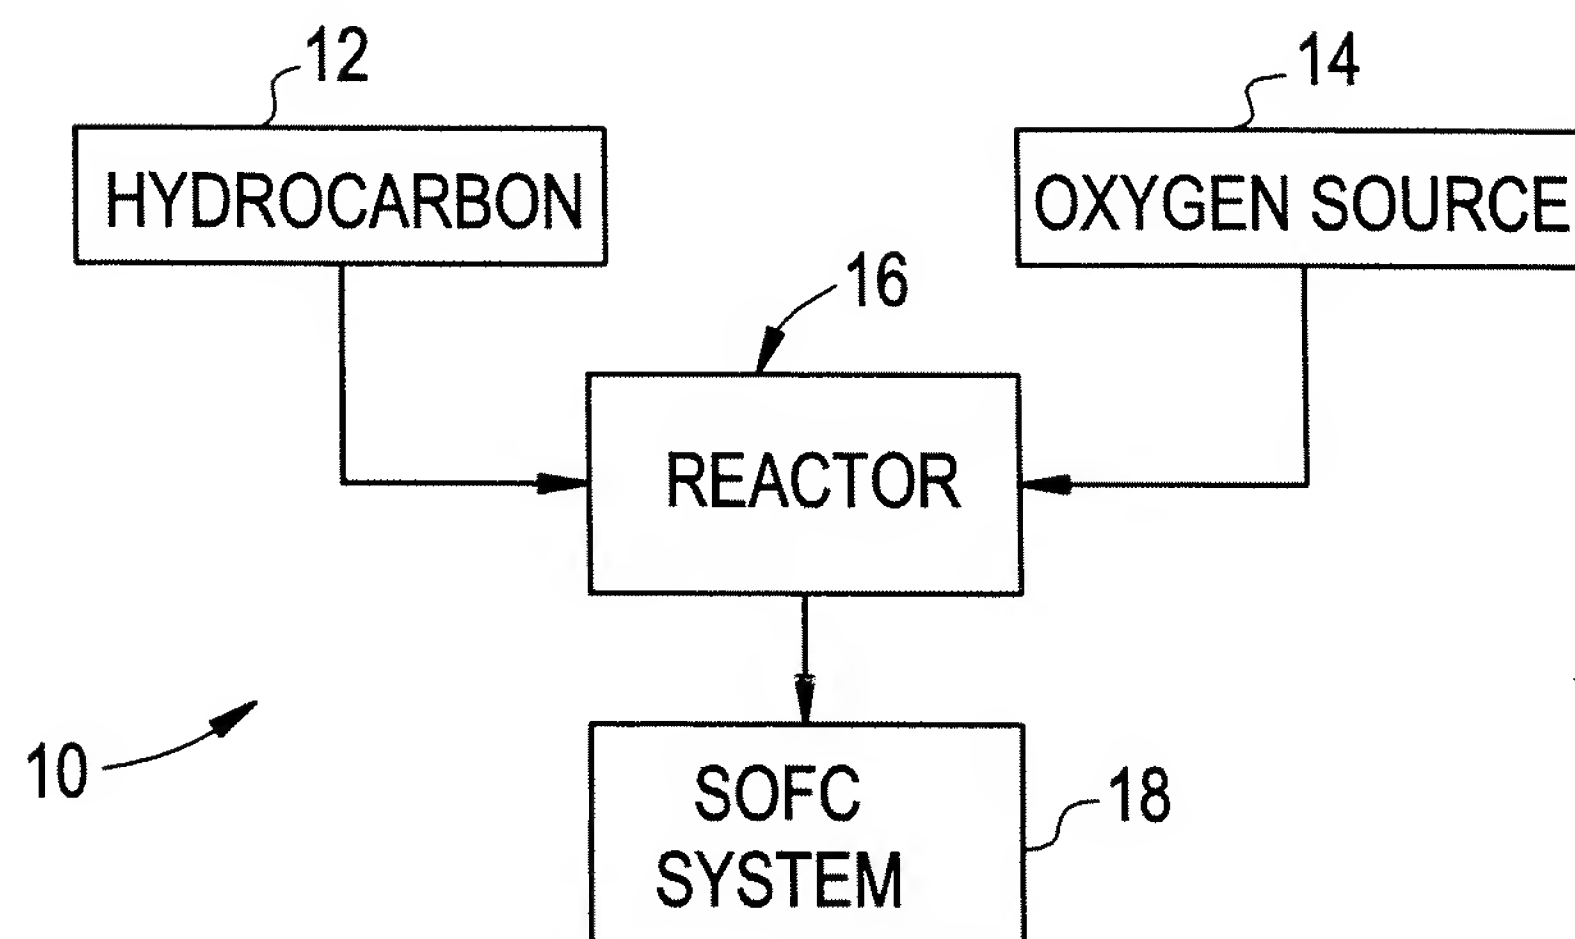 12
14
HYDROCARBON
OXYGEN SOURCE
16
REACTOR
10
SOFC
18
SYSTEM